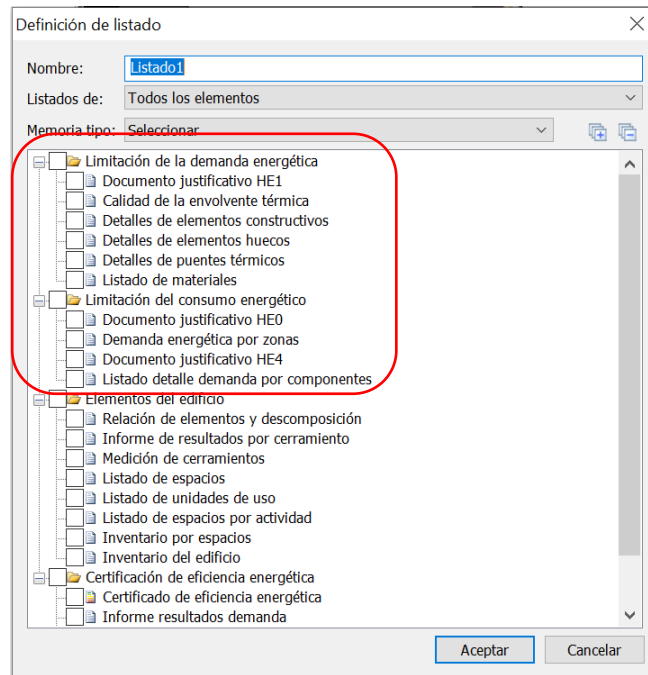 Definición de listado
Nombre: Listado1
Listados de: Todos los elementos
Memoria tipo: Seleccionar
Limitación de la demanda energética
Documento justificativo HE1
Calidad de la envolvente térmica
Detalles de elementos constructivos
Detalles de elementos huecos
Detalles de puentes térmicos
Listado de materiales
Limitación del consumo energético
Documento justificativo HE0
Demanda energética por zonas
Documento justificativo HE4
Listado detalle demanda por componentes
Elementos del edificio
Relación de elementos y descomposición
Informe de resultados por cerramiento
Medición de cerramientos
Listado de espacios
Listado de unidades de uso
Listado de espacios por actividad
Inventario por espacios
Inventario del edificio
Certificación de eficiencia energética
Certificado de eficiencia energética
Informe resultados demanda
Aceptar Cancelar